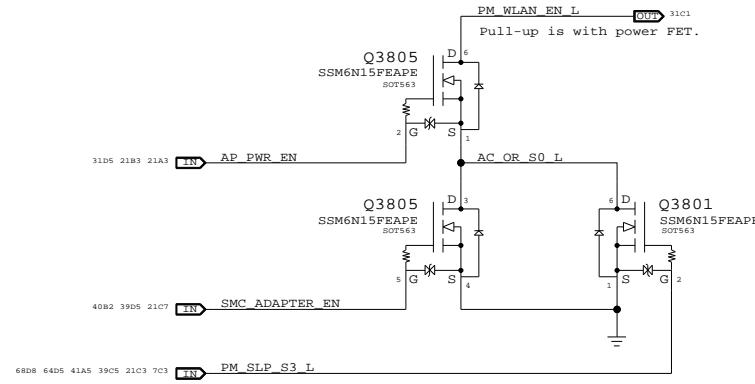 PM_WLAN_EN_L
OUT 31C1
Pull-up is with power FET.
Q3805
SSM6N15FEAPE
SOT563
D 6
2 G S 1
31D5 21B3 21A3 IN AP_PWR_EN
AC_OR_S0_L
Q3805
SSM6N15FEAPE
SOT563
D 3
5 G S 4
6 D
Q3801
SSM6N15FEAPE
SOT563
1 S G 2
40B2 39D5 21C7 IN SMC_ADAPTER_EN
68D8 64D5 41A5 39C5 21C3 7C3 IN PM_SLP_S3_L